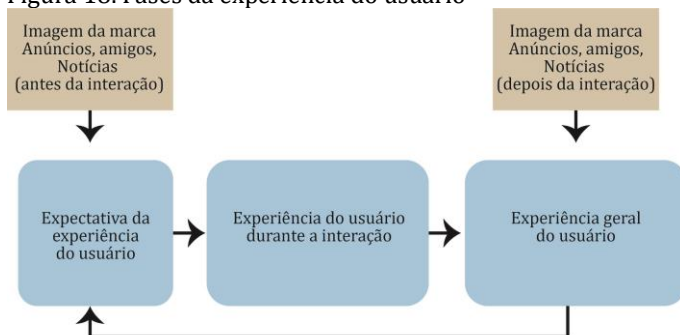 Figura 18. Fases da experiência do usuário
Imagem da marca
Anúncios, amigos,
Notícias
(antes da interação)
Imagem da marca
Anúncios, amigos,
Notícias
(depois da interação)
Expectativa da
experiência
do usuário
Experiência do usuário
durante a interação
Experiência geral
do usuário